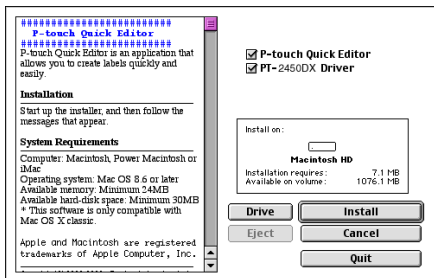 ########################
P-touch Quick Editor
########################
P-touch Quick Editor is an application that
allows you to create labels quickly and
easily.
Installation
Start up the installer, and then follow the
messages that appear.
System Requirements
Computer: Macintosh, Power Macintosh or
iMac
Operating system: Mac OS 8.6 or later
Available memory: Minimum 24MB
Available hard-disk space: Minimum 30MB
* This software is only compatible with
Mac OS X classic.
Apple and Macintosh are registered
trademarks of Apple Computer, Inc.
P-touch Quick Editor
PT-2450DX Driver
Install on:
Macintosh HD
Installation requires: 7.1 MB
Available on volume: 1076.1 MB
Drive Install
Eject Cancel
Quit